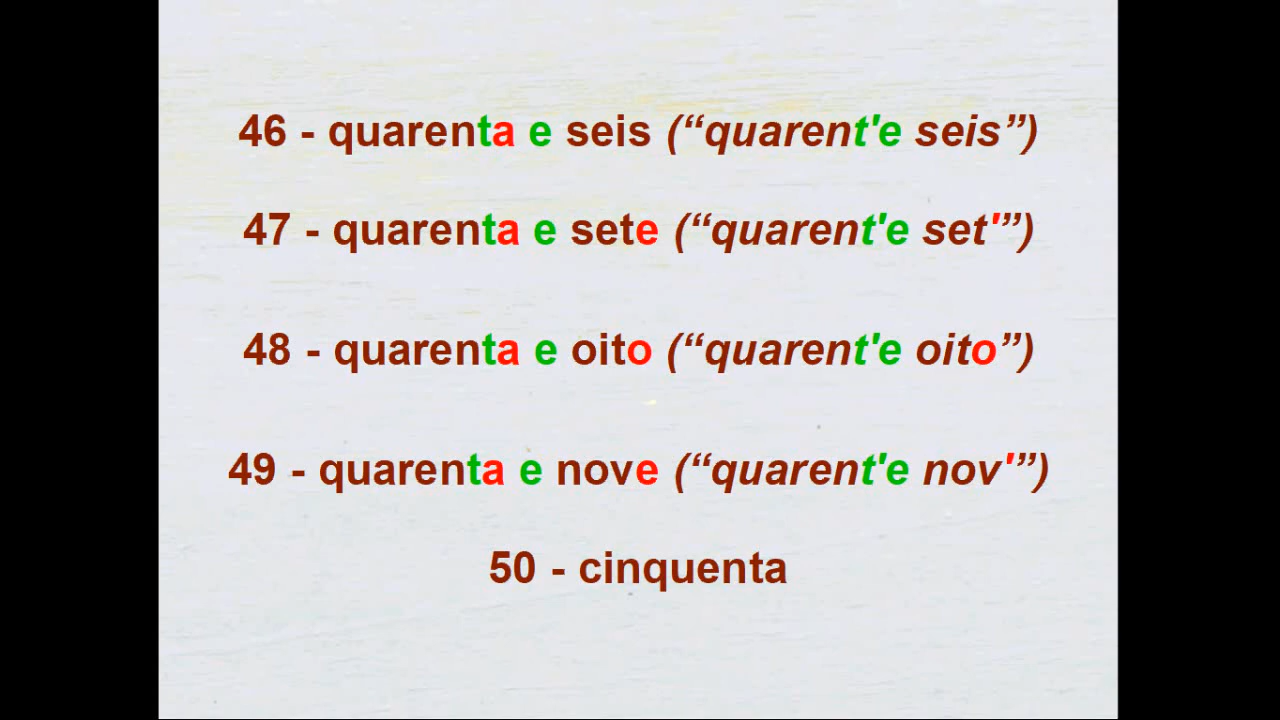 46 - quarenta e seis (“quarent'e seis”)
47 - quarenta e sete (“quarent'e set'”)
48 - quarenta e oito (“quarent'e oito”)
49 - quarenta e nove (“quarent'e nov'”)
50 - cinquenta